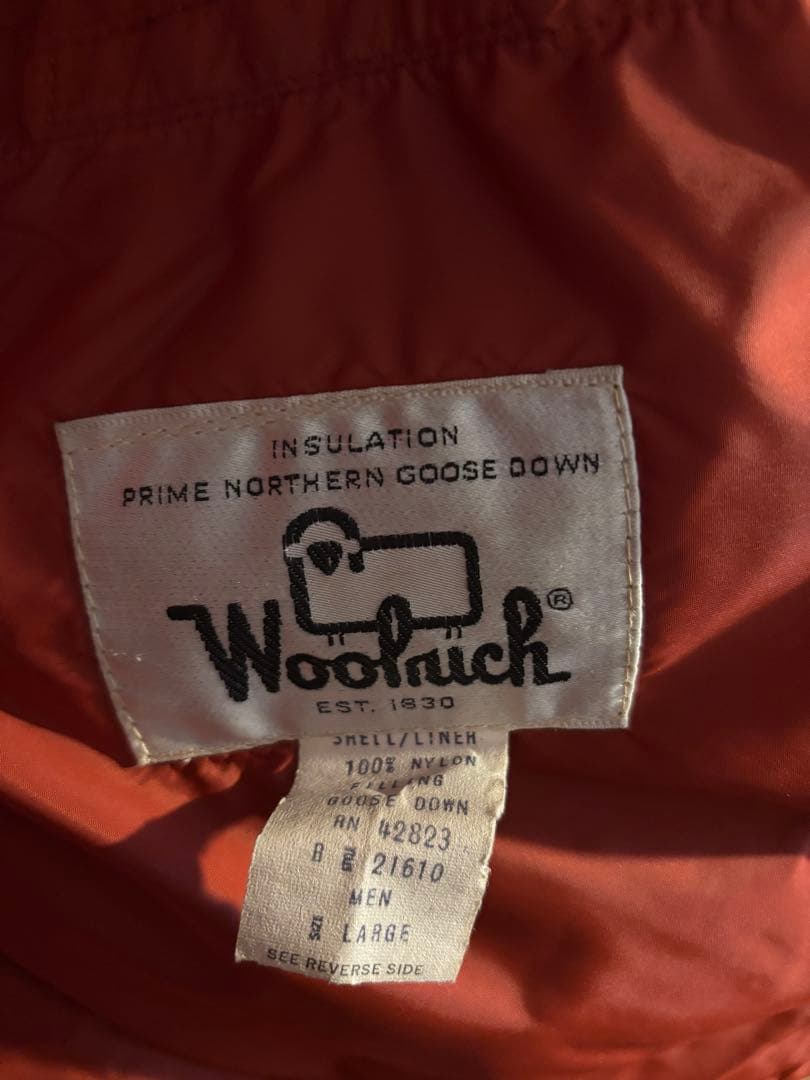 INSULATION
PRIME NORTHERN GOOSE DOWN
Woolrich®
EST. 1830
SHELL/LINER
100% NYLON
FILLING
GOOSE DOWN
RN 42823
21610
MEN
LARGE
SEE REVERSE SIDE